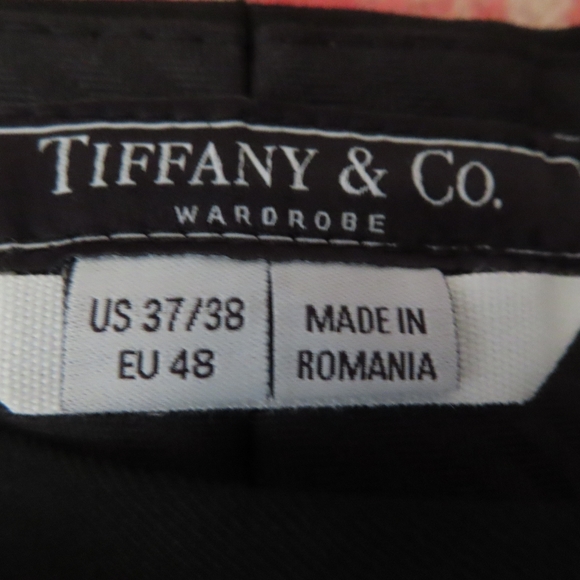 TIFFANY & CO.
WARDROBE
US 37/38
EU 48
MADE IN
ROMANIA